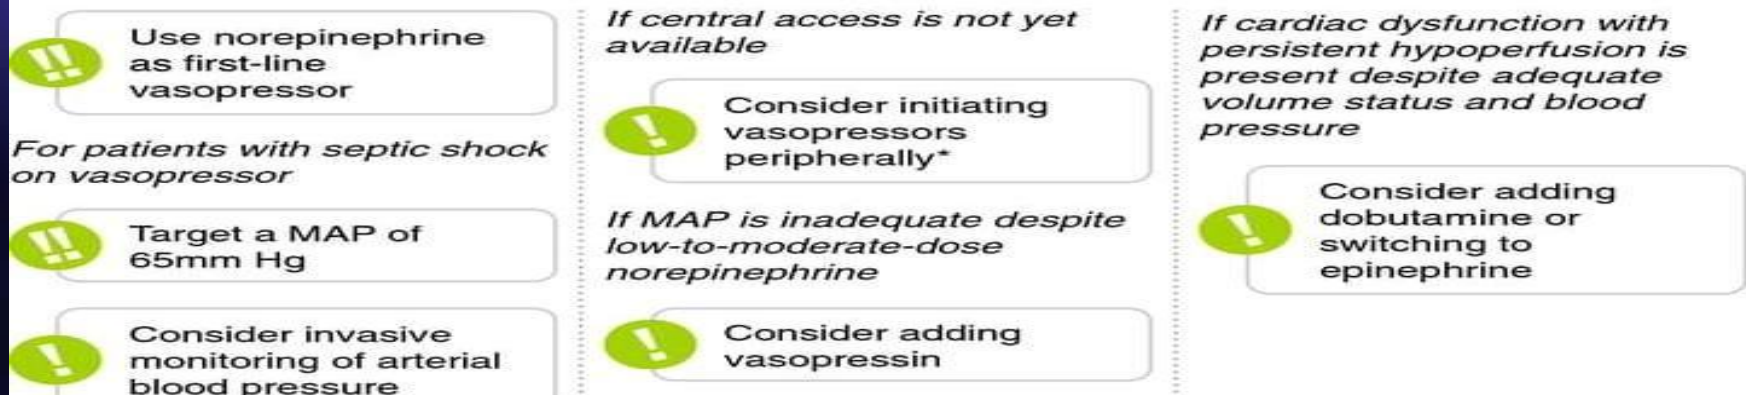 Use norepinephrine
as first-line
vasopressor
For patients with septic shock
on vasopressor
Target a MAP of
65mm Hg
Consider invasive
monitoring of arterial
blood pressure
If central access is not yet
available
Consider initiating
vasopressors
peripherally*
If MAP is inadequate despite
low-to-moderate-dose
norepinephrine
Consider adding
vasopressin
If cardiac dysfunction with
persistent hypoperfusion is
present despite adequate
volume status and blood
pressure
Consider adding
dobutamine or
switching to
epinephrine